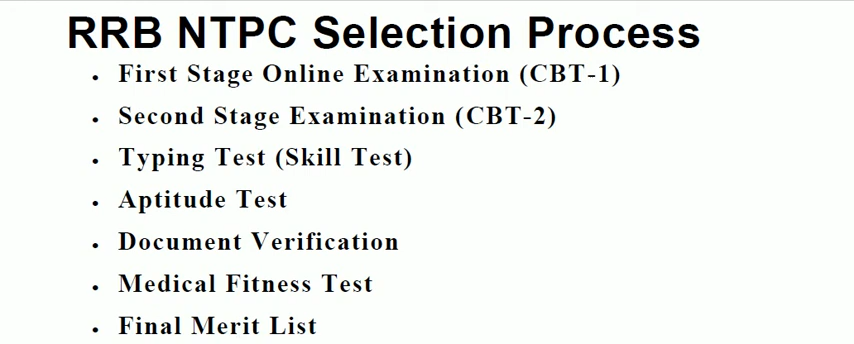 RRB NTPC Selection Process
• First Stage Online Examination (CBT-1)
• Second Stage Examination (CBT-2)
• Typing Test (Skill Test)
• Aptitude Test
• Document Verification
• Medical Fitness Test
• Final Merit List